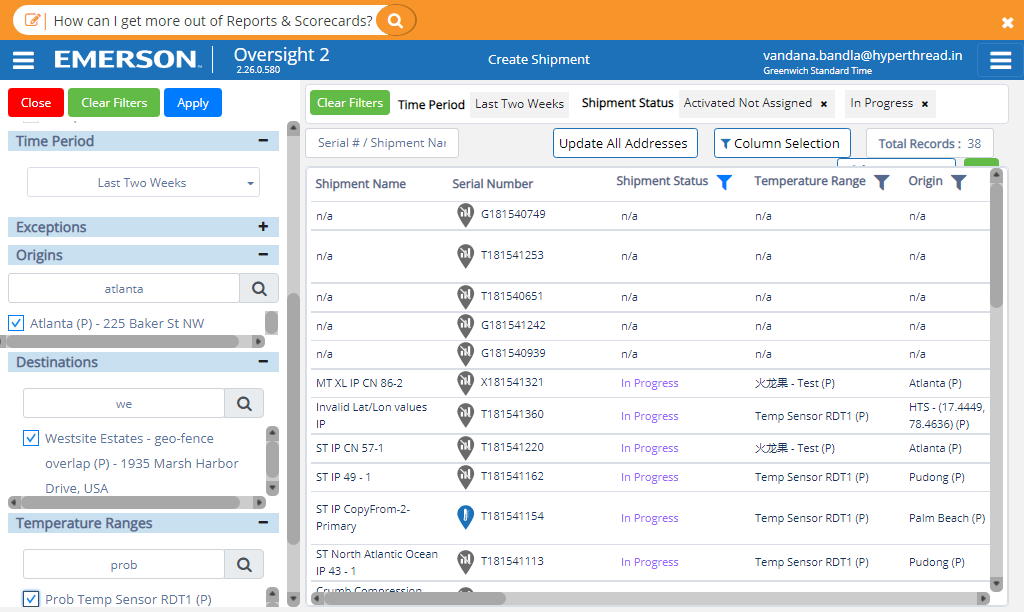 How can I get more out of Reports & Scorecards?
EMERSON
Oversight 2
2.26.0.580
Create Shipment
vandana.bandla@hyperthread.in
Greenwich Standard Time
Close
Clear Filters
Apply
Time Period
Last Two Weeks
Exceptions
Origins
atlanta
Atlanta (P) - 225 Baker St NW
Destinations
we
Westsite Estates - geo-fence
overlap (P) - 1935 Marsh Harbor
Drive, USA
Temperature Ranges
prob
Prob Temp Sensor RDT1 (P)
Clear Filters Time Period Last Two Weeks Shipment Status Activated Not Assigned × In Progress ×
Serial # / Shipment Nar Update All Addresses Column Selection Total Records : 38
Shipment Name Serial Number Shipment Status Temperature Range Origin
n/a G181540749 n/a n/a n/a
n/a T181541253 n/a n/a n/a
n/a T181540651 n/a n/a n/a
n/a G181541242 n/a n/a n/a
n/a G181540939 n/a n/a n/a
MT XL IP CN 86-2 X181541321 In Progress 火龙果 - Test (P) Atlanta (P)
Invalid Lat/Lon values
IP T181541360 In Progress Temp Sensor RDT1 (P) HTS - (17.4449,
78.4636) (P)
ST IP CN 57-1 T181541220 In Progress 火龙果 - Test (P) Atlanta (P)
ST IP 49 - 1 T181541162 In Progress Temp Sensor RDT1 (P) Pudong (P)
ST IP CopyFrom-2-
Primary T181541154 In Progress Temp Sensor RDT1 (P) Palm Beach (P)
ST North Atlantic Ocean
IP 43 - 1 T181541113 In Progress Temp Sensor RDT1 (P) Pudong (P)
Crumb Compression